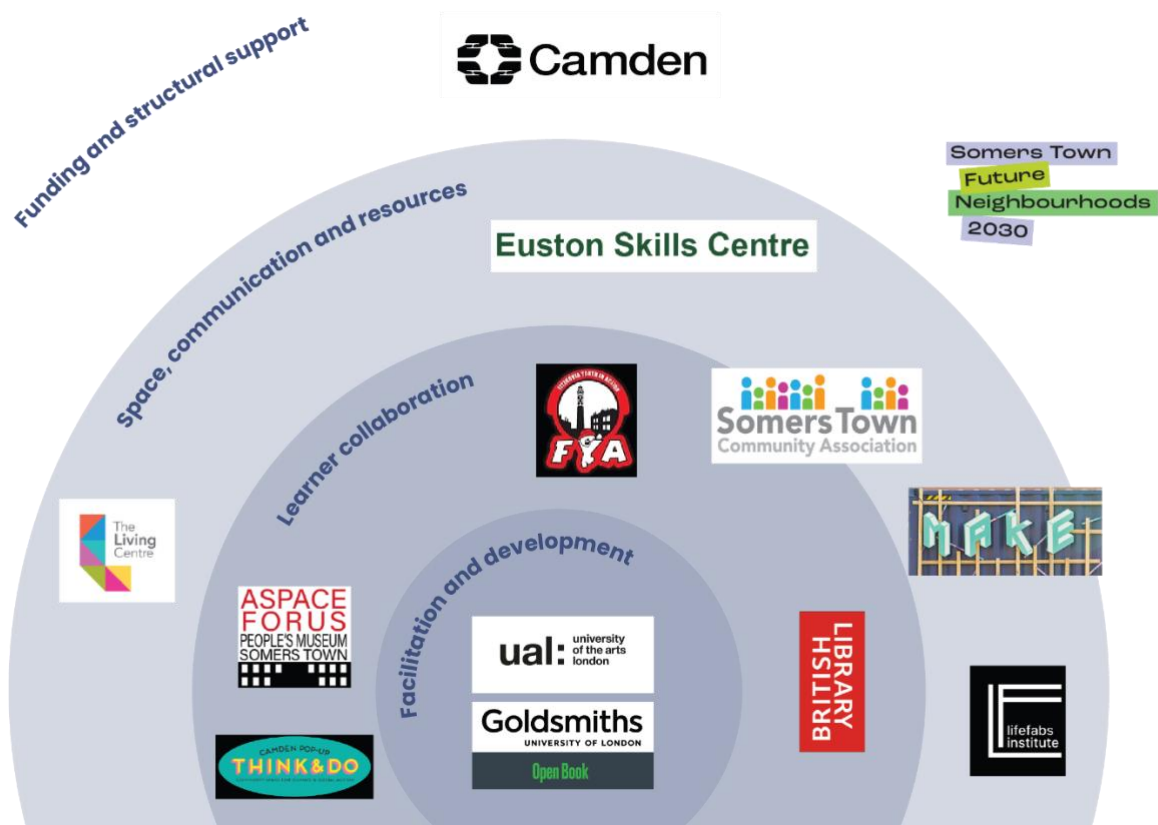 Funding and structural support
Camden
Somers Town
Future
Neighbourhoods
2030
Space, communication and resources
Euston Skills Centre
Learner collaboration
FYA
Somers Town
Community Association
MAKE
The
Living
Centre
Facilitation and development
ASPACE
FORUS
PEOPLE'S MUSEUM
SOMERS TOWN
ual:
university
of the arts
london
LIBRARY
BRITISH
Goldsmiths
UNIVERSITY OF LONDON
Open Book
lifefabs
institute
CAMDEN POP-UP
THINK&DO